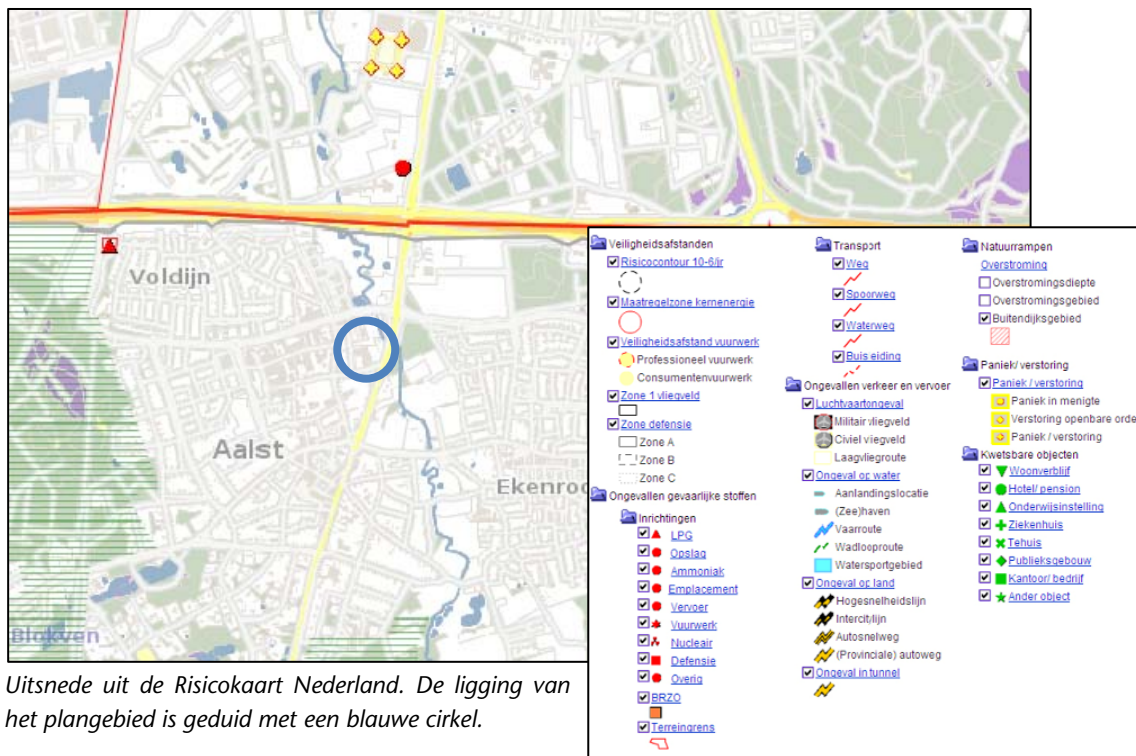 Voldijn
Aalst
Ekenroo
Blokven
Veiligheidsafstanden
Risicocontour 10-6/jr
Maatregelzone kernenergie
Veiligheidsafstand vuurwerk
Professioneel vuurwerk
Consumentenvuurwerk
Zone 1 vliegveld
Zone defensie
Zone A
Zone B
Zone C
Ongevallen gevaarlijke stoffen
Inrichtingen
LPG
Opslag
Ammoniak
Emplacement
Vervoer
Vuurwerk
Nucleair
Defensie
Overig
BRZO
Terreingrens
Transport
Weg
Spoorweg
Waterweg
Buis eiding
Ongevallen verkeer en vervoer
Luchtvaartongeval
Militair vliegveld
Civiel vliegveld
Laagvliegroute
Ongeval op water
Aanlandingslocatie
(Zee)haven
Vaarroute
Wadlooproute
Watersportgebied
Ongeval op land
Hogesnelheidslijn
Intercitylijn
Autosnelweg
(Provinciale) autoweg
Ongeval in tunnel
Natuurrampen
Overstroming
Overstromingsdiepte
Overstromingsgebied
Buitendijksgebied
Paniek/ verstoring
Paniek / verstoring
Paniek in menigte
Verstoring openbare orde
Paniek / verstoring
Kwetsbare objecten
Woonverblijf
Hotel/ pension
Onderwijsinstelling
Ziekenhuis
Tehuis
Publieksgebouw
Kantoor/ bedrijf
Ander object
Uitsnede uit de Risicokaart Nederland. De ligging van
het plangebied is geduid met een blauwe cirkel.